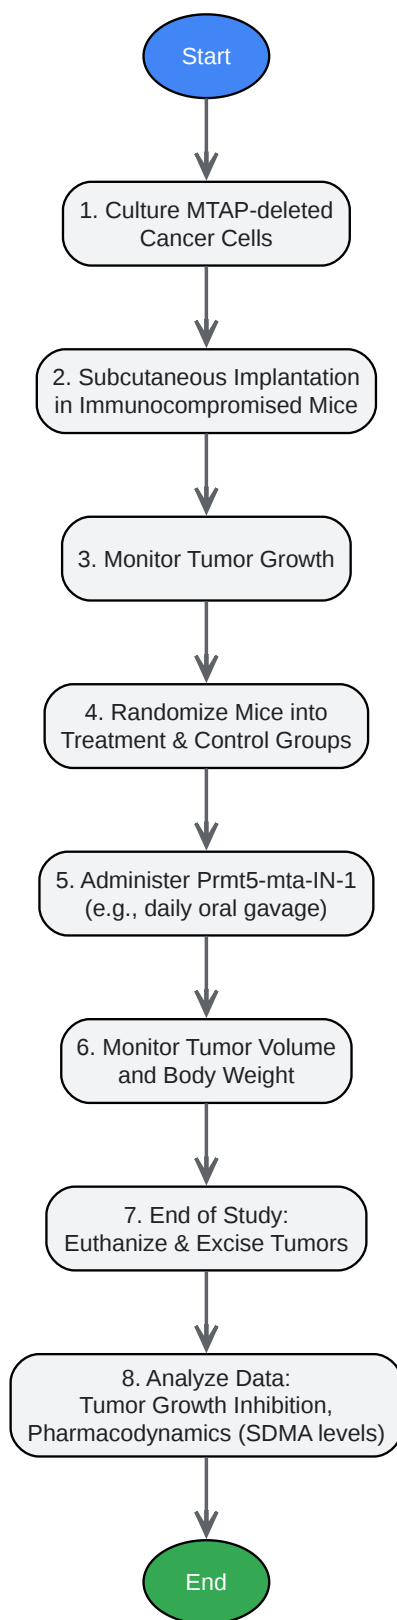 Start
1. Culture MTAP-deleted
Cancer Cells
2. Subcutaneous Implantation
in Immunocompromised Mice
3. Monitor Tumor Growth
4. Randomize Mice into
Treatment & Control Groups
5. Administer Prmt5-mta-IN-1
(e.g., daily oral gavage)
6. Monitor Tumor Volume
and Body Weight
7. End of Study:
Euthanize & Excise Tumors
8. Analyze Data:
Tumor Growth Inhibition,
Pharmacodynamics (SDMA levels)
End